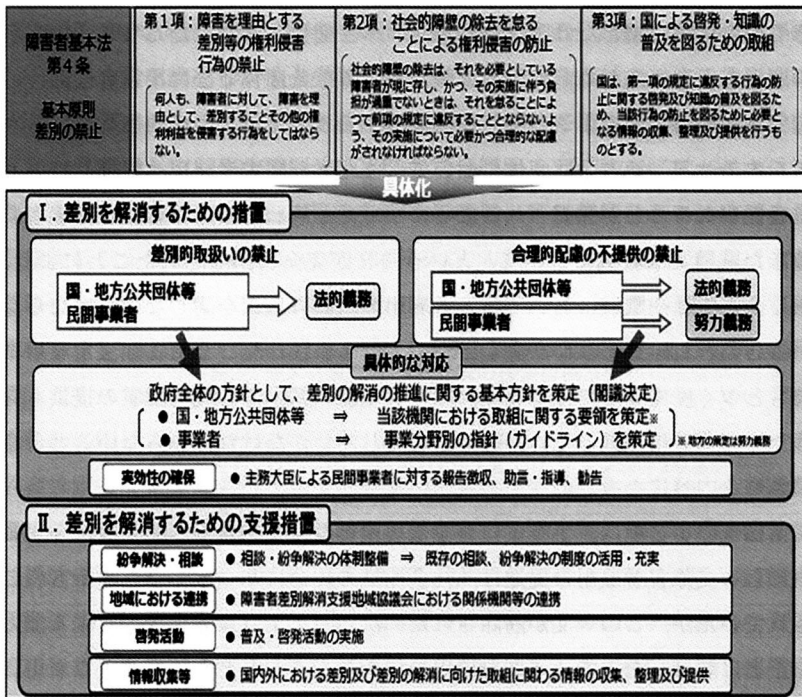 障害者基本法
第4条
基本原則
差別の禁止
第1項：障害を理由とする
差別等の権利侵害
行為の禁止
何人も、障害者に対して、障害を理
由として、差別することその他の権
利利益を侵害する行為をしてはなら
ない。
第2項：社会的障壁の除去を怠る
ことによる権利侵害の防止
社会的障壁の除去は、それを必要としている
障害者が現に存し、かつ、その実施に伴う負
担が過重でないときは、それを怠ることによ
つて前項の規定に違反することとならないよ
う、その実施について必要かつ合理的な配慮
がされなければならない。
第3項：国による啓発・知識の
普及を図るための取組
国は、第一項の規定に違反する行為の防
止に関する啓発及び知識の普及を図るため、
当該行為の防止を図るために必要と
なる情報の収集、整理及び提供を行うも
のとする。
具体化
Ⅰ．差別を解消するための措置
差別的取扱いの禁止
国・地方公共団体等
民間事業者
法的義務
合理的配慮の不提供の禁止
国・地方公共団体等
法的義務
民間事業者
努力義務
具体的な対応
政府全体の方針として、差別の解消の推進に関する基本方針を策定（閣議決定）
● 国・地方公共団体等 ⇒ 当該機関における取組に関する要領を策定※
● 事業者 ⇒ 事業分野別の指針（ガイドライン）を策定
※ 地方の策定は努力義務
実効性の確保
● 主務大臣による民間事業者に対する報告徴収、助言・指導、勧告
Ⅱ．差別を解消するための支援措置
紛争解決・相談
● 相談・紛争解決の体制整備 ⇒ 既存の相談、紛争解決の制度の活用・充実
地域における連携
● 障害者差別解消支援地域協議会における関係機関等の連携
啓発活動
● 普及・啓発活動の実施
情報収集等
● 国内外における差別及び差別の解消に向けた取組に関わる情報の収集、整理及び提供